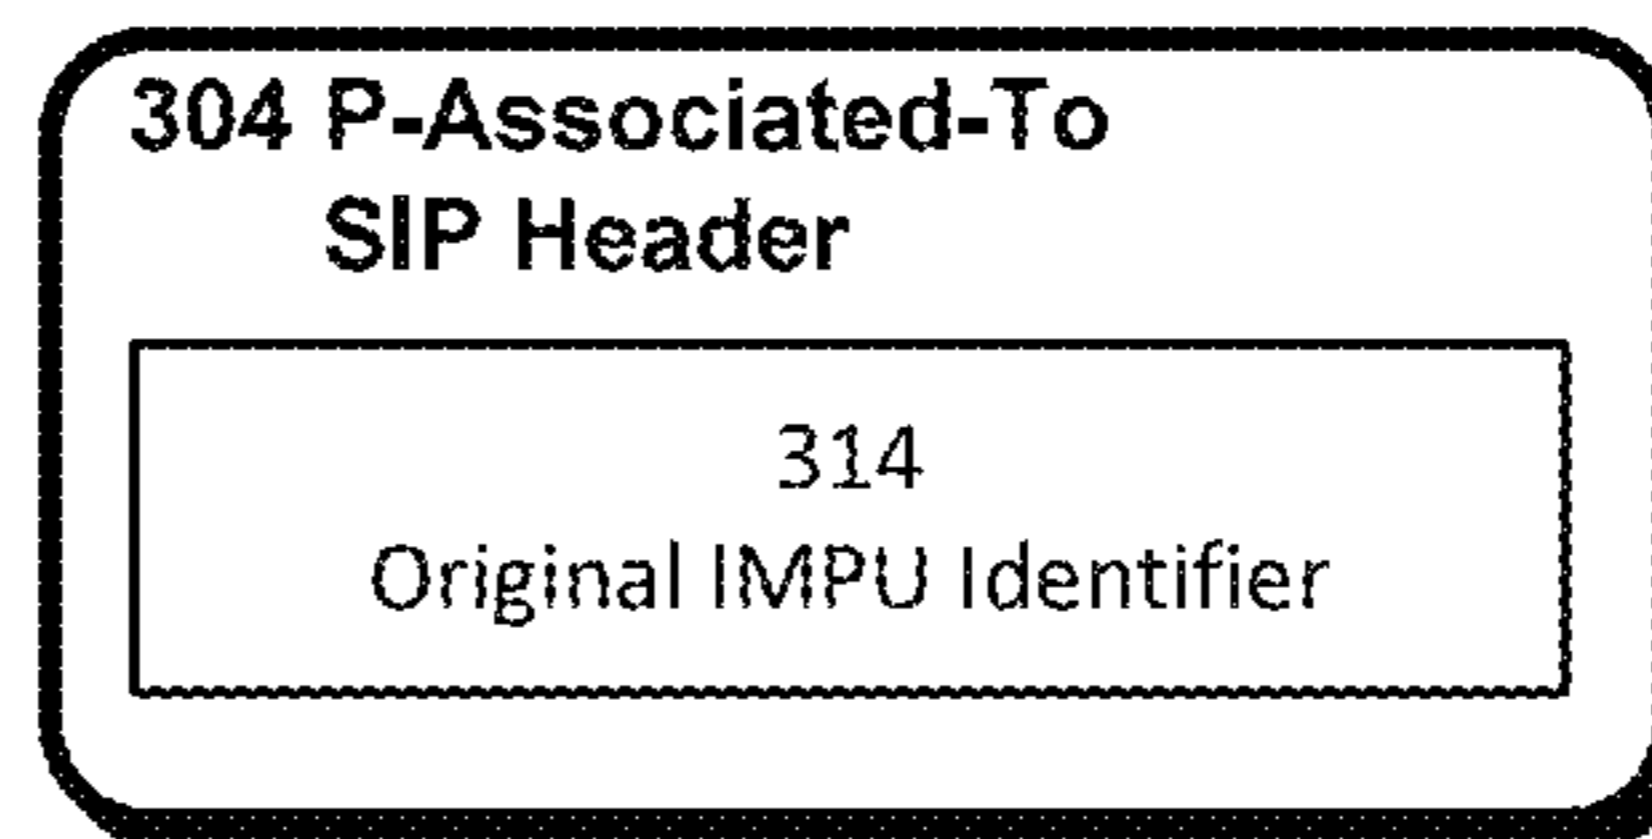 304 P-Associated-To
SIP Header
314
Original IMPU Identifier